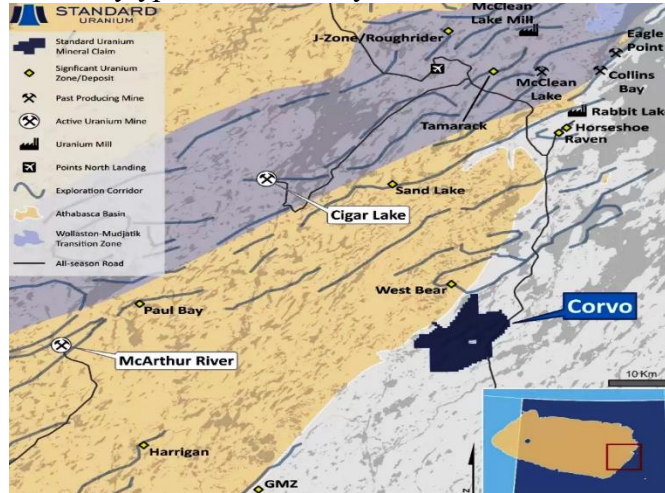 STANDARD
URANIUM
Standard Uranium
Mineral Claim
Signficant Uranium
Zone/Deposit
Past Producing Mine
Active Uranium Mine
Uranium Mill
Points North Landing
Exploration Corridor
Athabasca Basin
Wollaston-Mudjatik
Transition Zone
All-season Road
McClean
Lake Mill
J-Zone/Roughrider
Eagle
Point
McClean
Lake
Collins
Bay
Tamarack
Rabbit Lake
Horseshoe
Raven
Sand Lake
Cigar Lake
West Bear
Corvo
Paul Bay
McArthur River
10 Km
Harrigan
GMZ
N